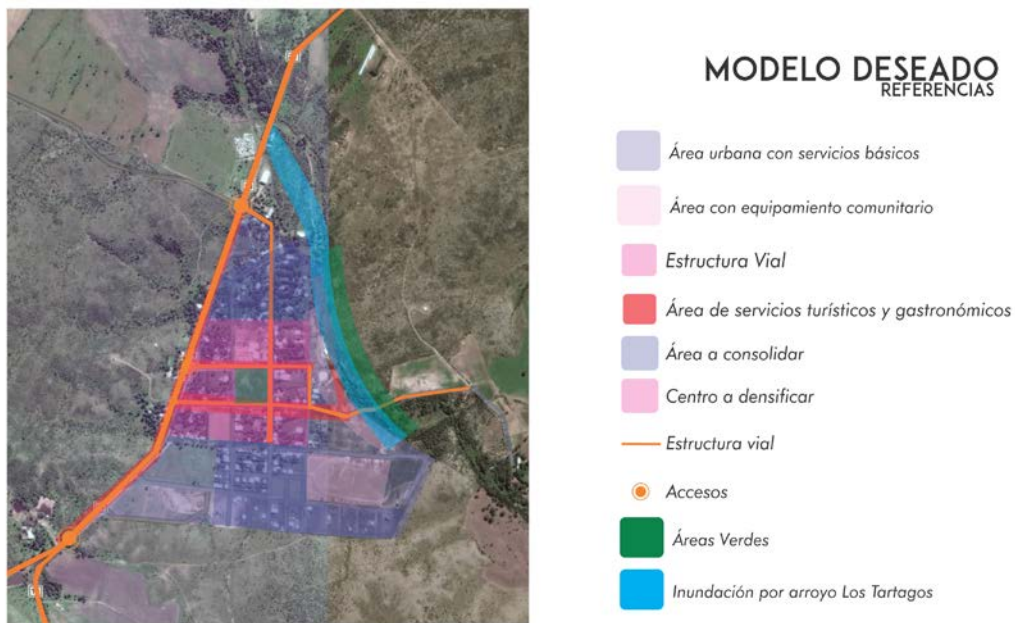 MODELO DESEADO
REFERENCIAS
Área urbana con servicios básicos
Área con equipamiento comunitario
Estructura Vial
Área de servicios turísticos y gastronómicos
Área a consolidar
Centro a densificar
Estructura vial
Accesos
Áreas Verdes
Inundación por arroyo Los Tartagos